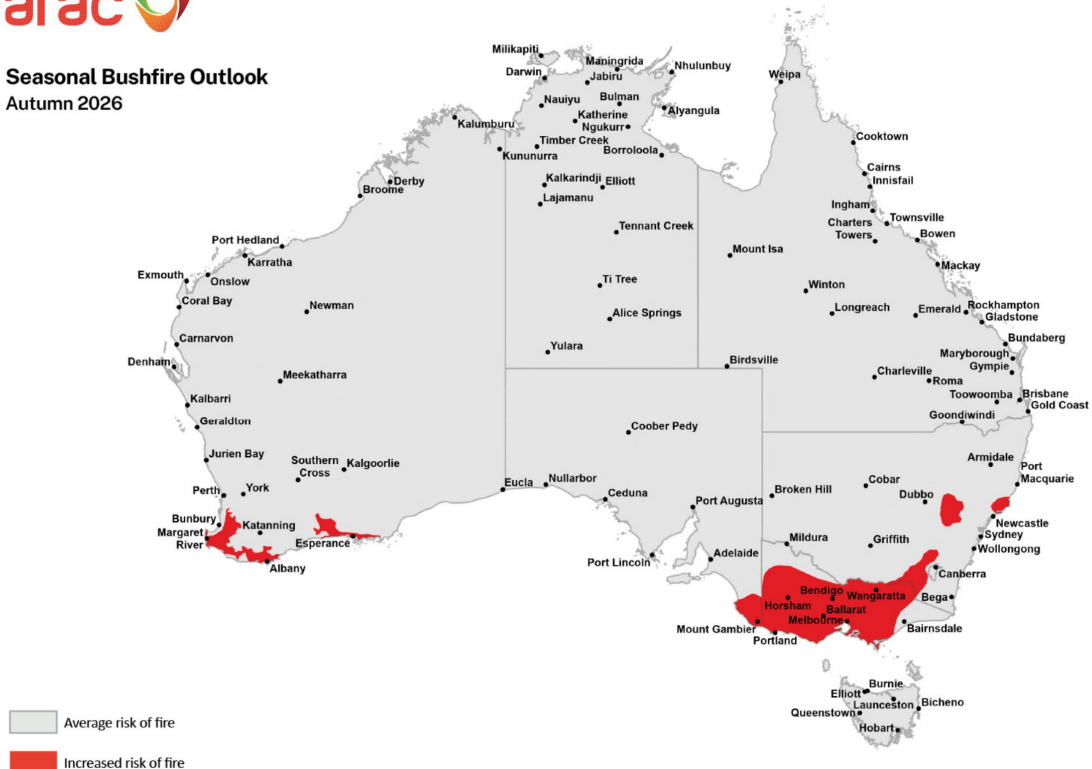 afac
Seasonal Bushfire Outlook
Autumn 2026
Milikapiti
Darwin
Maningrida
Jabiru
Nhulunbuy
Nauiyu
Bulman
Katherine
Ngukurr
Alyangula
Weipa
Kalumburu
Timber Creek
Kununurra
Borroloola
Cooktown
Derby
Broome
Kalkarindji
Elliott
Lajamanu
Cairns
Innisfail
Ingham
Charters
Towers
Townsville
Bowen
Tennant Creek
Port Hedland
Karratha
Mount Isa
Mackay
Exmouth
Onslow
Ti Tree
Winton
Coral Bay
Newman
Alice Springs
Longreach
Emerald
Rockhampton
Gladstone
Carnarvon
Yulara
Bundaberg
Denham
Meekatharra
Birdsville
Charleville
Roma
Maryborough
Gympie
Kalbarri
Toowoomba
Brisbane
Gold Coast
Geraldton
Coober Pedy
Goondiwindi
Jurien Bay
Southern
Cross
Kalgoorlie
Armidale
Port
Macquarie
Perth
York
Eucla
Nullarbor
Ceduna
Port Augusta
Broken Hill
Cobar
Dubbo
Bunbury
Margaret
River
Katanning
Esperance
Albany
Newcastle
Sydney
Wollongong
Port Lincoln
Adelaide
Mildura
Griffith
Canberra
Bendigo
Wangaratta
Bega
Horsham
Ballarat
Melbourne
Mount Gambier
Portland
Bairnsdale
Burnie
Elliott
Launceston
Bicheno
Queenstown
Hobart
Average risk of fire
Increased risk of fire